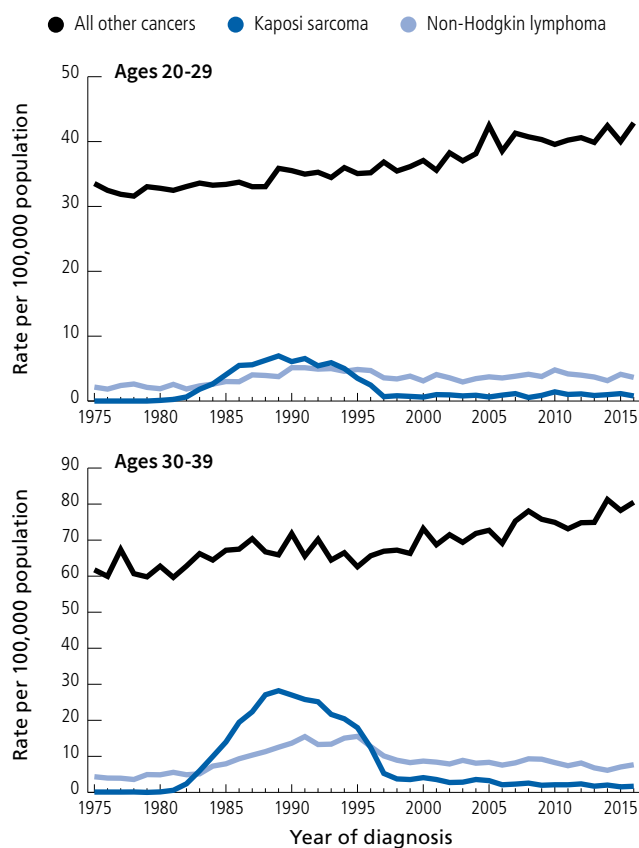 All other cancers Kaposi sarcoma Non-Hodgkin lymphoma
Ages 20-29
Rate per 100,000 population
50
40
30
20
10
0
1975 1980 1985 1990 1995 2000 2005 2010 2015
Ages 30-39
Rate per 100,000 population
90
80
70
60
50
40
30
20
10
0
1975 1980 1985 1990 1995 2000 2005 2010 2015
Year of diagnosis